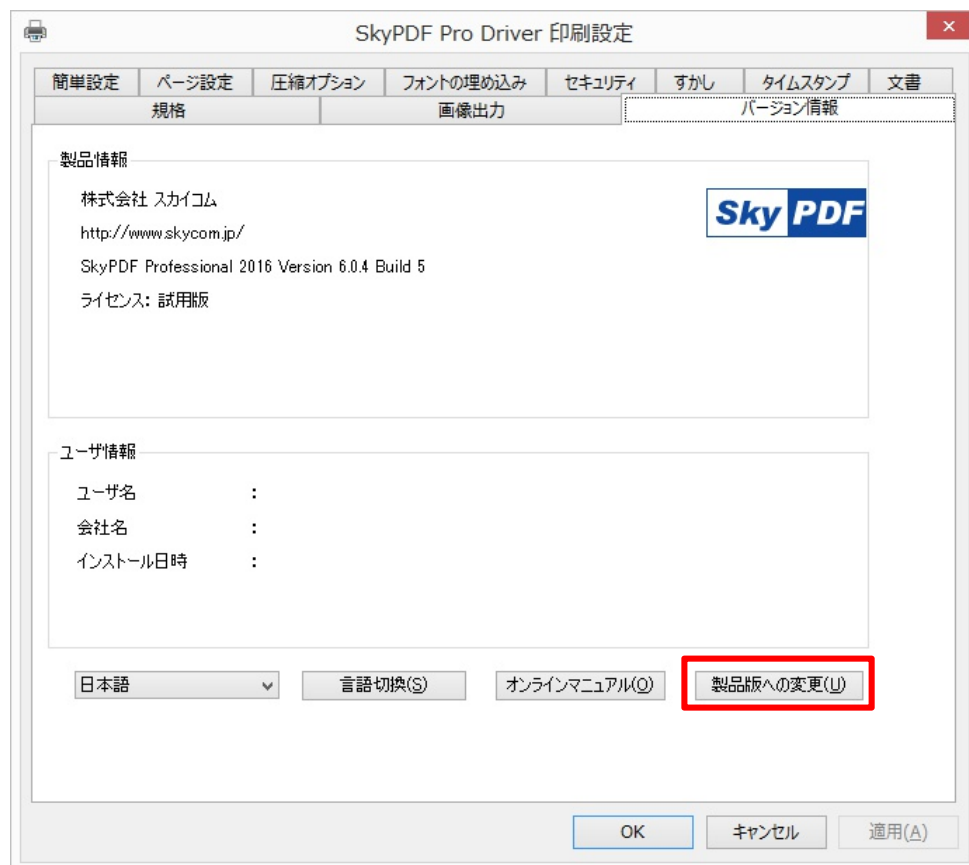 SkyPDF Pro Driver 印刷設定
簡単設定 ページ設定 圧縮オプション フォントの埋め込み セキュリティ すかし タイムスタンプ 文書
規格 画像出力 バージョン情報
製品情報
株式会社 スカイコム
Sky PDF
http://www.skycom.jp/
SkyPDF Professional 2016 Version 6.0.4 Build 5
ライセンス: 試用版
ユーザ情報
ユーザ名 :
会社名 :
インストール日時 :
日本語 言語切換(S) オンラインマニュアル(O) 製品版への変更(U)
OK キャンセル 適用(A)